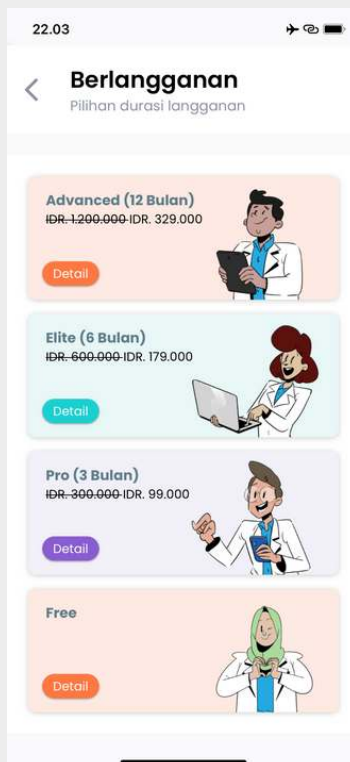 22.03
Berlangganan
Pilihan durasi langganan
Advanced (12 Bulan)
IDR. 1.200.000 IDR. 329.000
Detail
Elite (6 Bulan)
IDR. 600.000 IDR. 179.000
Detail
Pro (3 Bulan)
IDR. 300.000 IDR. 99.000
Detail
Free
Detail